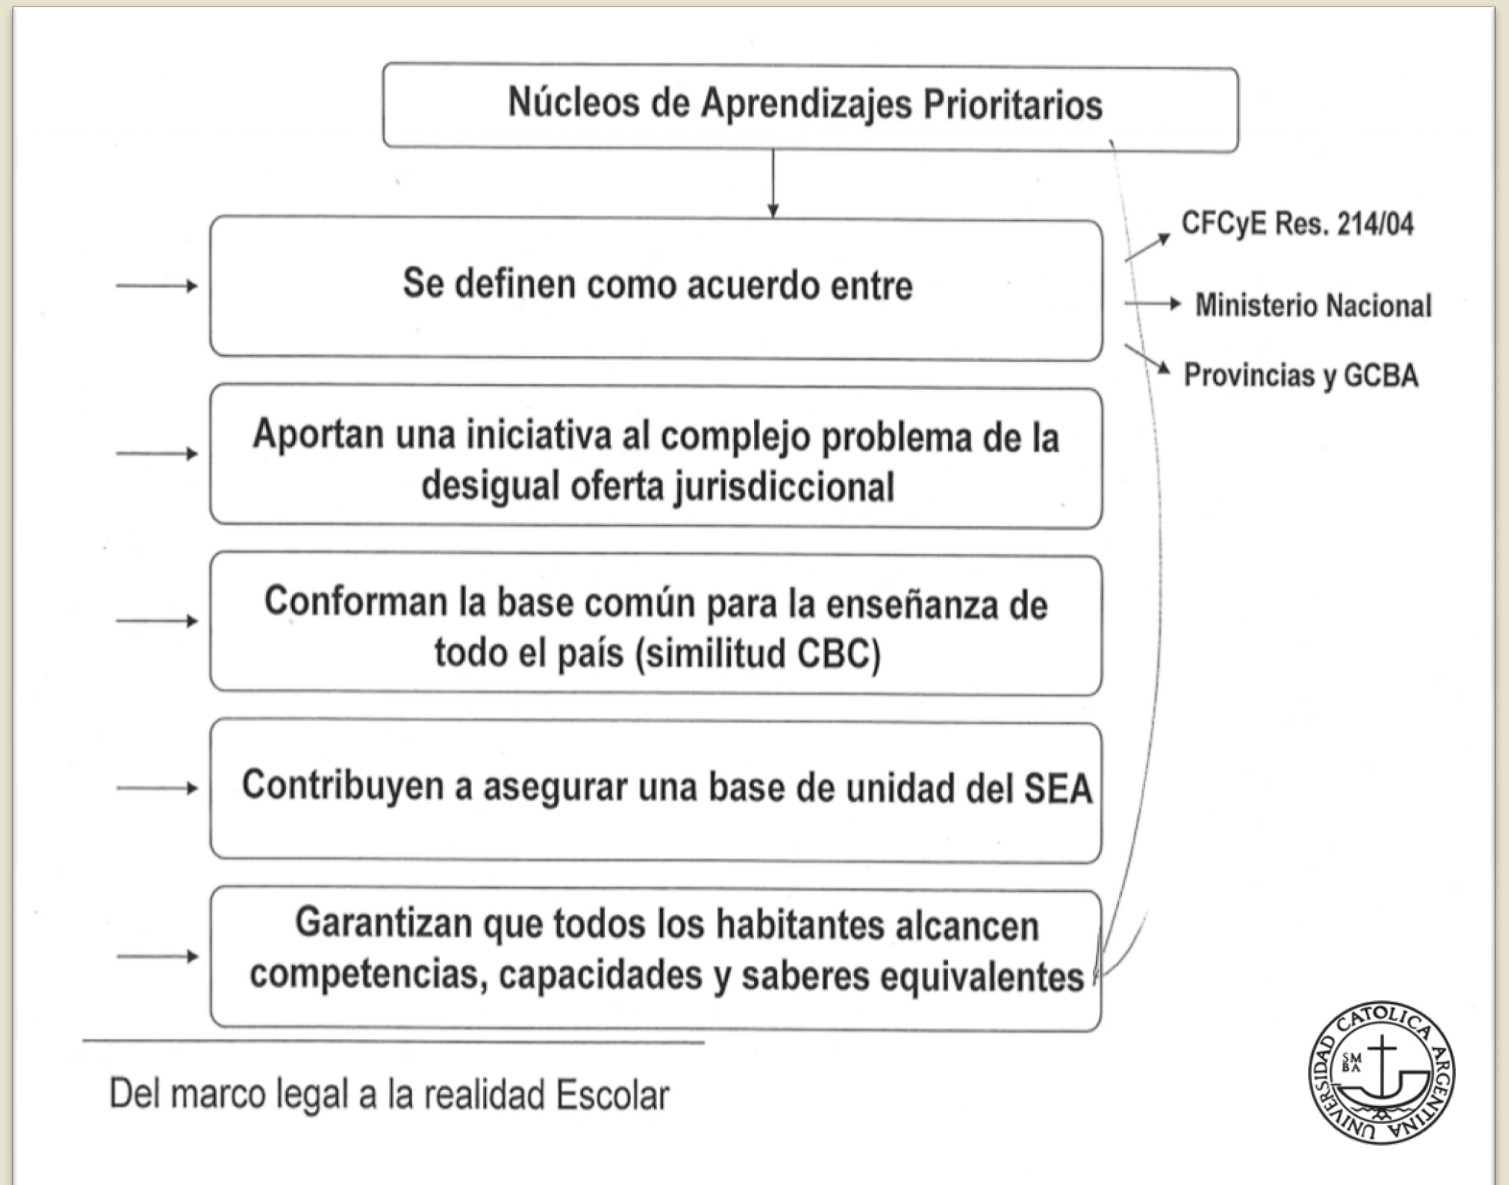 Núcleos de Aprendizajes Prioritarios
Se definen como acuerdo entre
CFCyE Res. 214/04
Ministerio Nacional
Provincias y GCBA
Aportan una iniciativa al complejo problema de la
desigual oferta jurisdiccional
Conforman la base común para la enseñanza de
todo el país (similitud CBC)
Contribuyen a asegurar una base de unidad del SEA
Garantizan que todos los habitantes alcancen
competencias, capacidades y saberes equivalentes
Del marco legal a la realidad Escolar
UNIVERSIDAD CATOLICA ARGENTINA
SM
BA